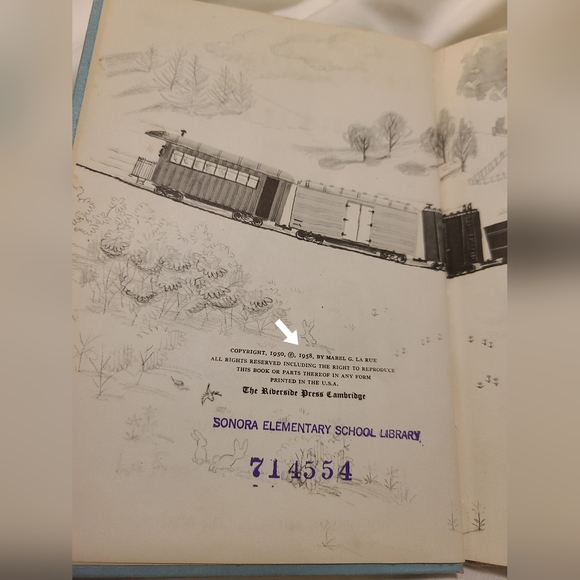 COPYRIGHT, 1950, ©, 1958, BY MABEL G. LA RUE
ALL RIGHTS RESERVED INCLUDING THE RIGHT TO REPRODUCE
THIS BOOK OR PARTS THEREOF IN ANY FORM
PRINTED IN THE U.S.A.
The Riverside Press Cambridge
SONORA ELEMENTARY SCHOOL LIBRARY
714554